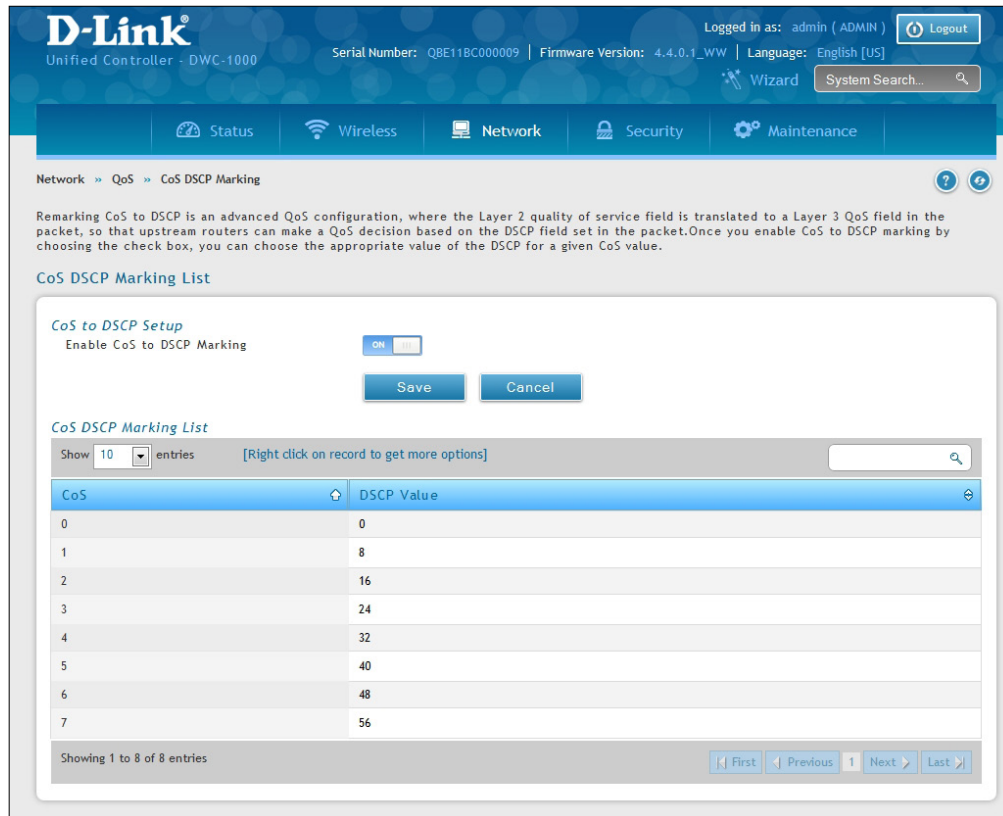 D-Link®
Unified Controller - DWC-1000
Logged in as: admin ( ADMIN )
Logout
Serial Number: QBE11BC000009 | Firmware Version: 4.4.0.1_WW | Language: English [US]
Wizard
System Search...
Status
Wireless
Network
Security
Maintenance
Network » QoS » CoS DSCP Marking
?
Remarking CoS to DSCP is an advanced QoS configuration, where the Layer 2 quality of service field is translated to a Layer 3 QoS field in the
packet, so that upstream routers can make a QoS decision based on the DSCP field set in the packet.Once you enable CoS to DSCP marking by
choosing the check box, you can choose the appropriate value of the DSCP for a given CoS value.
CoS DSCP Marking List
CoS to DSCP Setup
Enable CoS to DSCP Marking
ON
Save
Cancel
CoS DSCP Marking List
Show 10 entries
[Right click on record to get more options]
CoS DSCP Value
0 0
1 8
2 16
3 24
4 32
5 40
6 48
7 56
Showing 1 to 8 of 8 entries
First Previous 1 Next Last